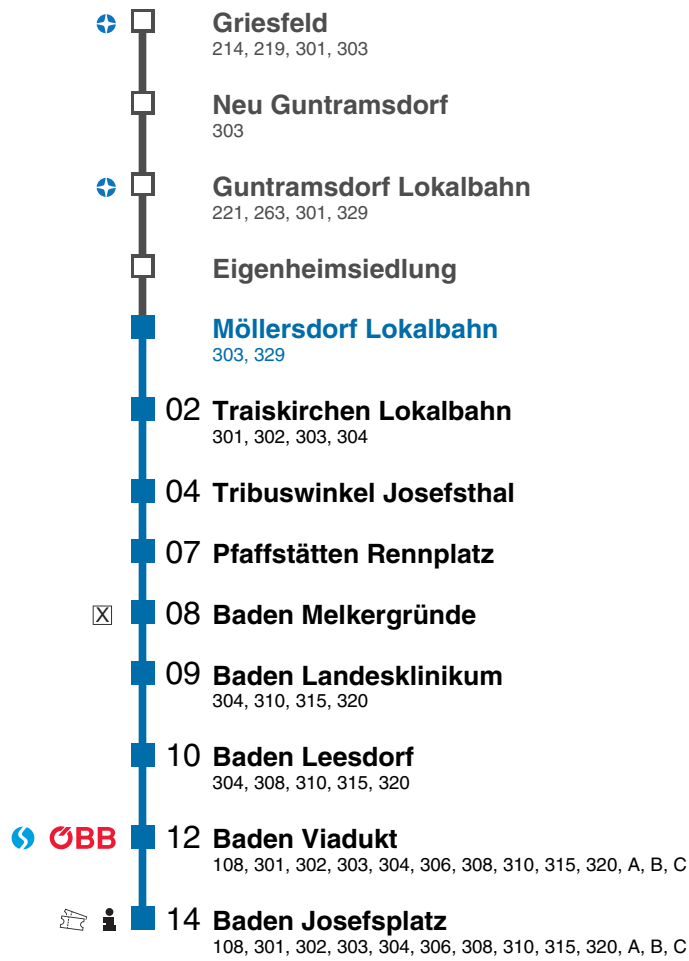 Griesfeld
214, 219, 301, 303
Neu Guntramsdorf
303
Guntramsdorf Lokalbahn
221, 263, 301, 329
Eigenheimsiedlung
Möllersdorf Lokalbahn
303, 329
02 Traiskirchen Lokalbahn
301, 302, 303, 304
04 Tribuswinkel Josefsthal
07 Pfaffstätten Rennplatz
X 08 Baden Melkergründe
09 Baden Landesklinikum
304, 310, 315, 320
10 Baden Leesdorf
304, 308, 310, 315, 320
ÖBB 12 Baden Viadukt
108, 301, 302, 303, 304, 306, 308, 310, 315, 320, A, B, C
i 14 Baden Josefsplatz
108, 301, 302, 303, 304, 306, 308, 310, 315, 320, A, B, C